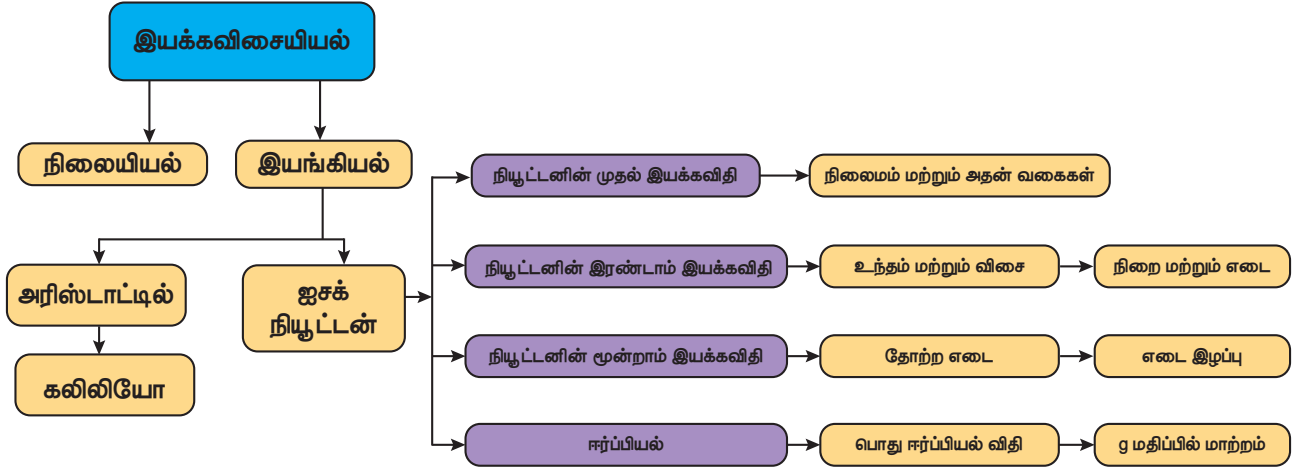 இயக்கவிசையியல்
நிலையியல்
இயங்கியல்
அரிஸ்டாட்டில்
கலிலியோ
ஐசக்
நியூட்டன்
நியூட்டனின் முதல் இயக்கவிதி
நிலைமம் மற்றும் அதன் வகைகள்
நியூட்டனின் இரண்டாம் இயக்கவிதி
உந்தம் மற்றும் விசை
நிறை மற்றும் எடை
நியூட்டனின் மூன்றாம் இயக்கவிதி
தோற்ற எடை
எடை இழப்பு
ஈர்ப்பியல்
பொது ஈர்ப்பியல் விதி
g மதிப்பில் மாற்றம்